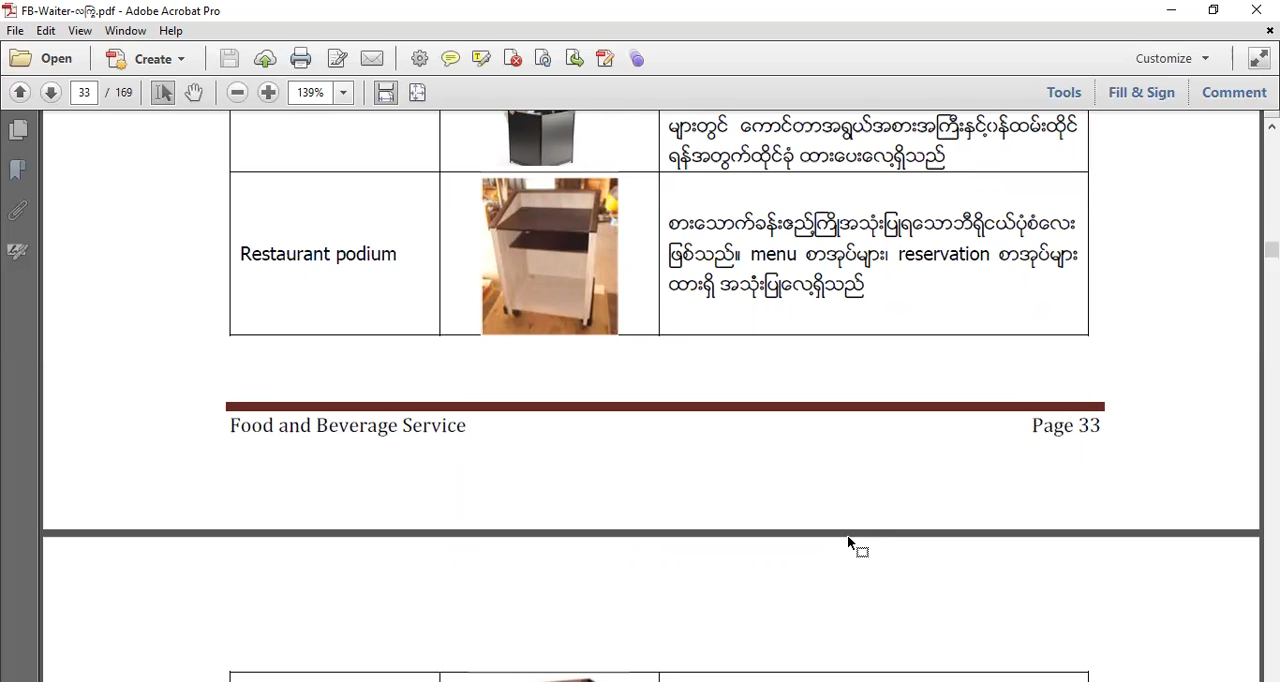 FB-Waiter-လက္ရှိ.pdf - Adobe Acrobat Pro
File Edit View Window Help
Open Create Customize
33 / 169 139% Tools Fill & Sign Comment
များတွင် ကောင်တာအရွယ်အစားအကြီးနှင့်ဝန်ထမ်းထိုင်
ရန်အတွက်ထိုင်ခုံ ထားပေးလေ့ရှိသည်
Restaurant podium
စားသောက်ခန်းဧည့်ကြိုအသုံးပြုရသောဘီရိုငယ်ပုံစံလေး
ဖြစ်သည်။ menu စာအုပ်များ၊ reservation စာအုပ်များ
ထားရှိ အသုံးပြုလေ့ရှိသည်
Food and Beverage Service Page 33